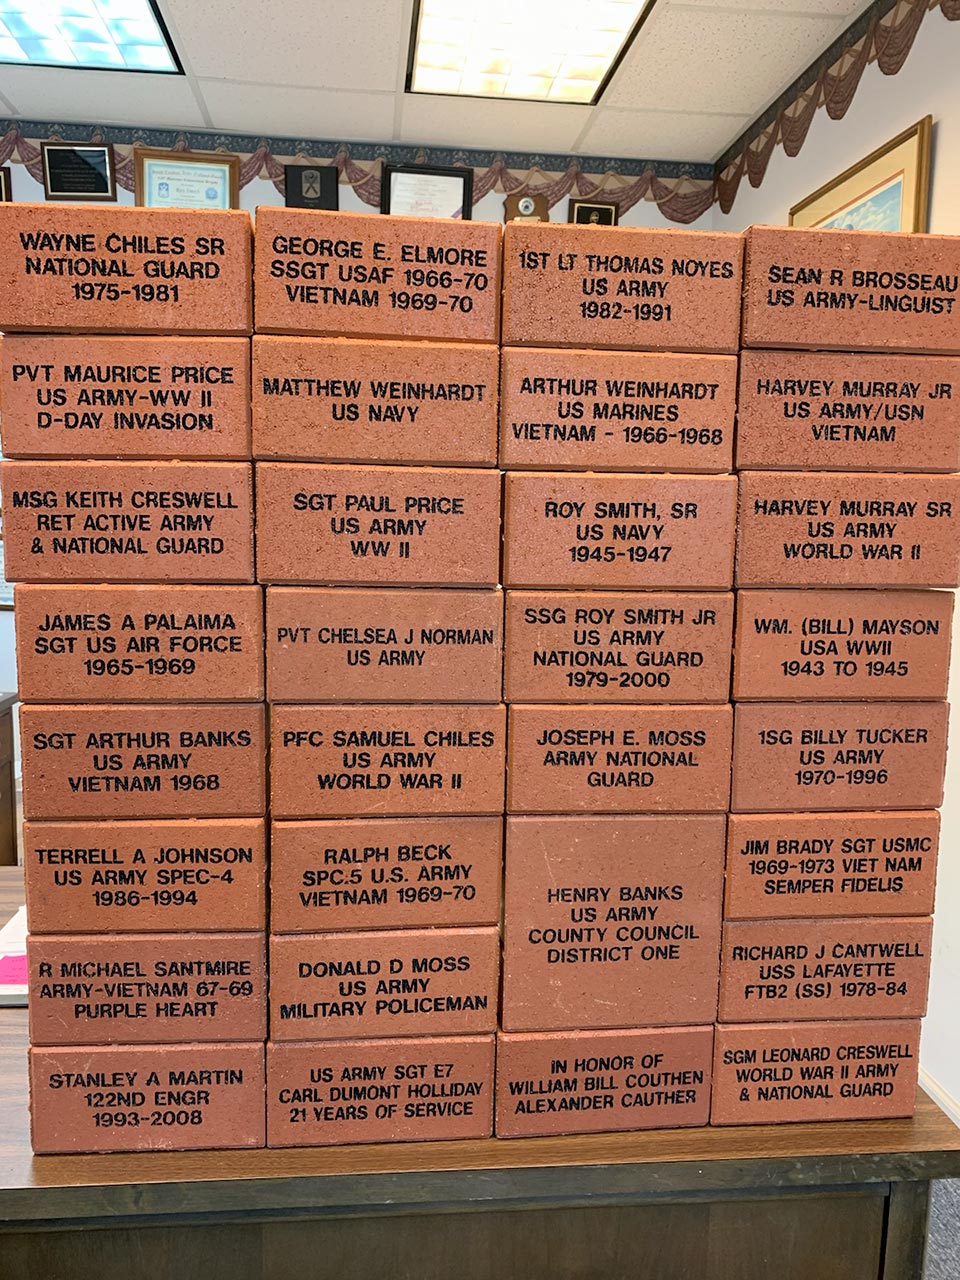 WAYNE CHILES SR
NATIONAL GUARD
1975-1981
GEORGE E. ELMORE
SSGT USAF 1966-70
VIETNAM 1969-70
1ST LT THOMAS NOYES
US ARMY
1982-1991
SEAN R BROSSEAU
US ARMY-LINGUIST
PVT MAURICE PRICE
US ARMY-WW II
D-DAY INVASION
MATTHEW WEINHARDT
US NAVY
ARTHUR WEINHARDT
US MARINES
VIETNAM - 1966-1968
HARVEY MURRAY JR
US ARMY/USN
VIETNAM
MSG KEITH CRESWELL
RET ACTIVE ARMY
& NATIONAL GUARD
SGT PAUL PRICE
US ARMY
WW II
ROY SMITH, SR
US NAVY
1945-1947
HARVEY MURRAY SR
US ARMY
WORLD WAR II
JAMES A PALAIMA
SGT US AIR FORCE
1965-1969
PVT CHELSEA J NORMAN
US ARMY
SSG ROY SMITH JR
US ARMY
NATIONAL GUARD
1979-2000
WM. (BILL) MAYSON
USA WWII
1943 TO 1945
SGT ARTHUR BANKS
US ARMY
VIETNAM 1968
PFC SAMUEL CHILES
US ARMY
WORLD WAR II
JOSEPH E. MOSS
ARMY NATIONAL
GUARD
1SG BILLY TUCKER
US ARMY
1970-1996
TERRELL A JOHNSON
US ARMY SPEC-4
1986-1994
RALPH BECK
SPC.5 U.S. ARMY
VIETNAM 1969-70
HENRY BANKS
US ARMY
COUNTY COUNCIL
DISTRICT ONE
JIM BRADY SGT USMC
1969-1973 VIET NAM
SEMPER FIDELIS
R MICHAEL SANTMIRE
ARMY-VIETNAM 67-69
PURPLE HEART
DONALD D MOSS
US ARMY
MILITARY POLICEMAN
RICHARD J CANTWELL
USS LAFAYETTE
FTB2 (SS) 1978-84
STANLEY A MARTIN
122ND ENGR
1993-2008
US ARMY SGT E7
CARL DUMONT HOLLIDAY
21 YEARS OF SERVICE
IN HONOR OF
WILLIAM BILL COUTHEN
ALEXANDER CAUTHER
SGM LEONARD CRESWELL
WORLD WAR II ARMY
& NATIONAL GUARD